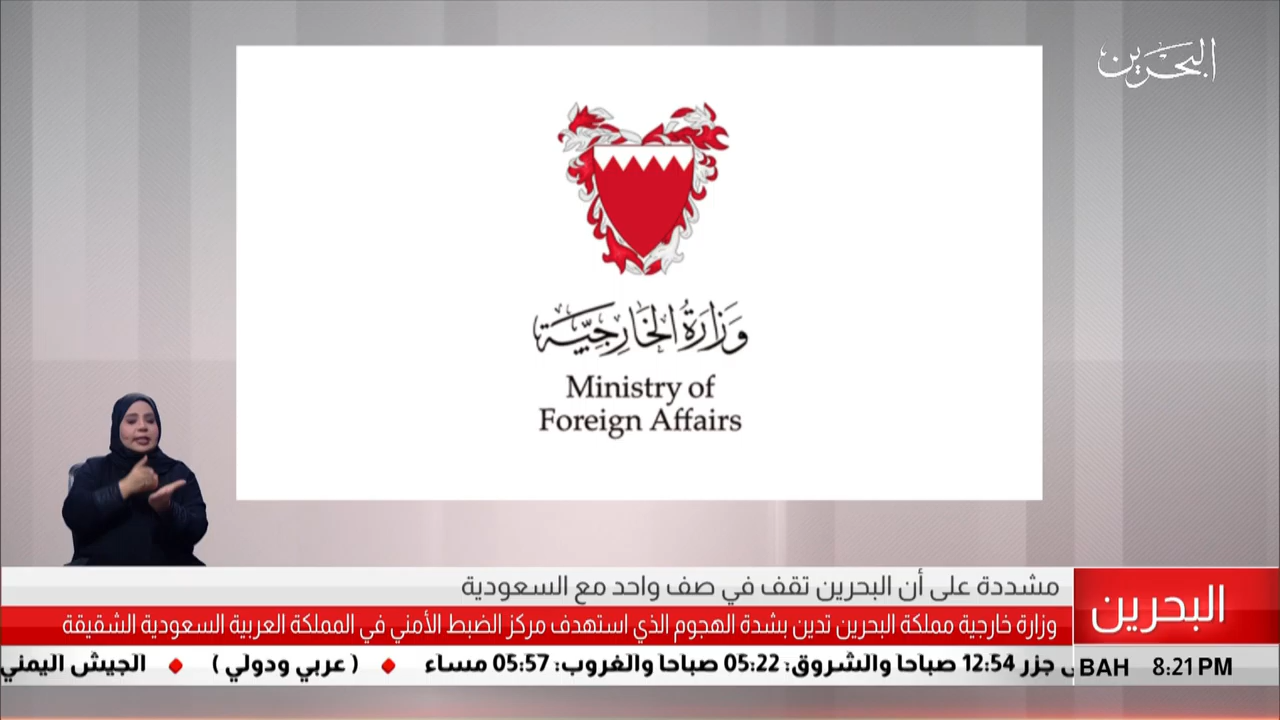 البحرين
وزارة الخارجية
Ministry of
Foreign Affairs
مشددة على أن البحرين تقف في صف واحد مع السعودية
البحرين
وزارة خارجية مملكة البحرين تدين بشدة الهجوم الذي استهدف مركز الضبط الأمني في المملكة العربية السعودية الشقيقة
جزر 12:54 صباحا والشروق: 05:22 صباحا والغروب: 05:57 مساء ♦ ( عربي ودولي ) ♦ الجيش اليمني
BAH 8:21 PM